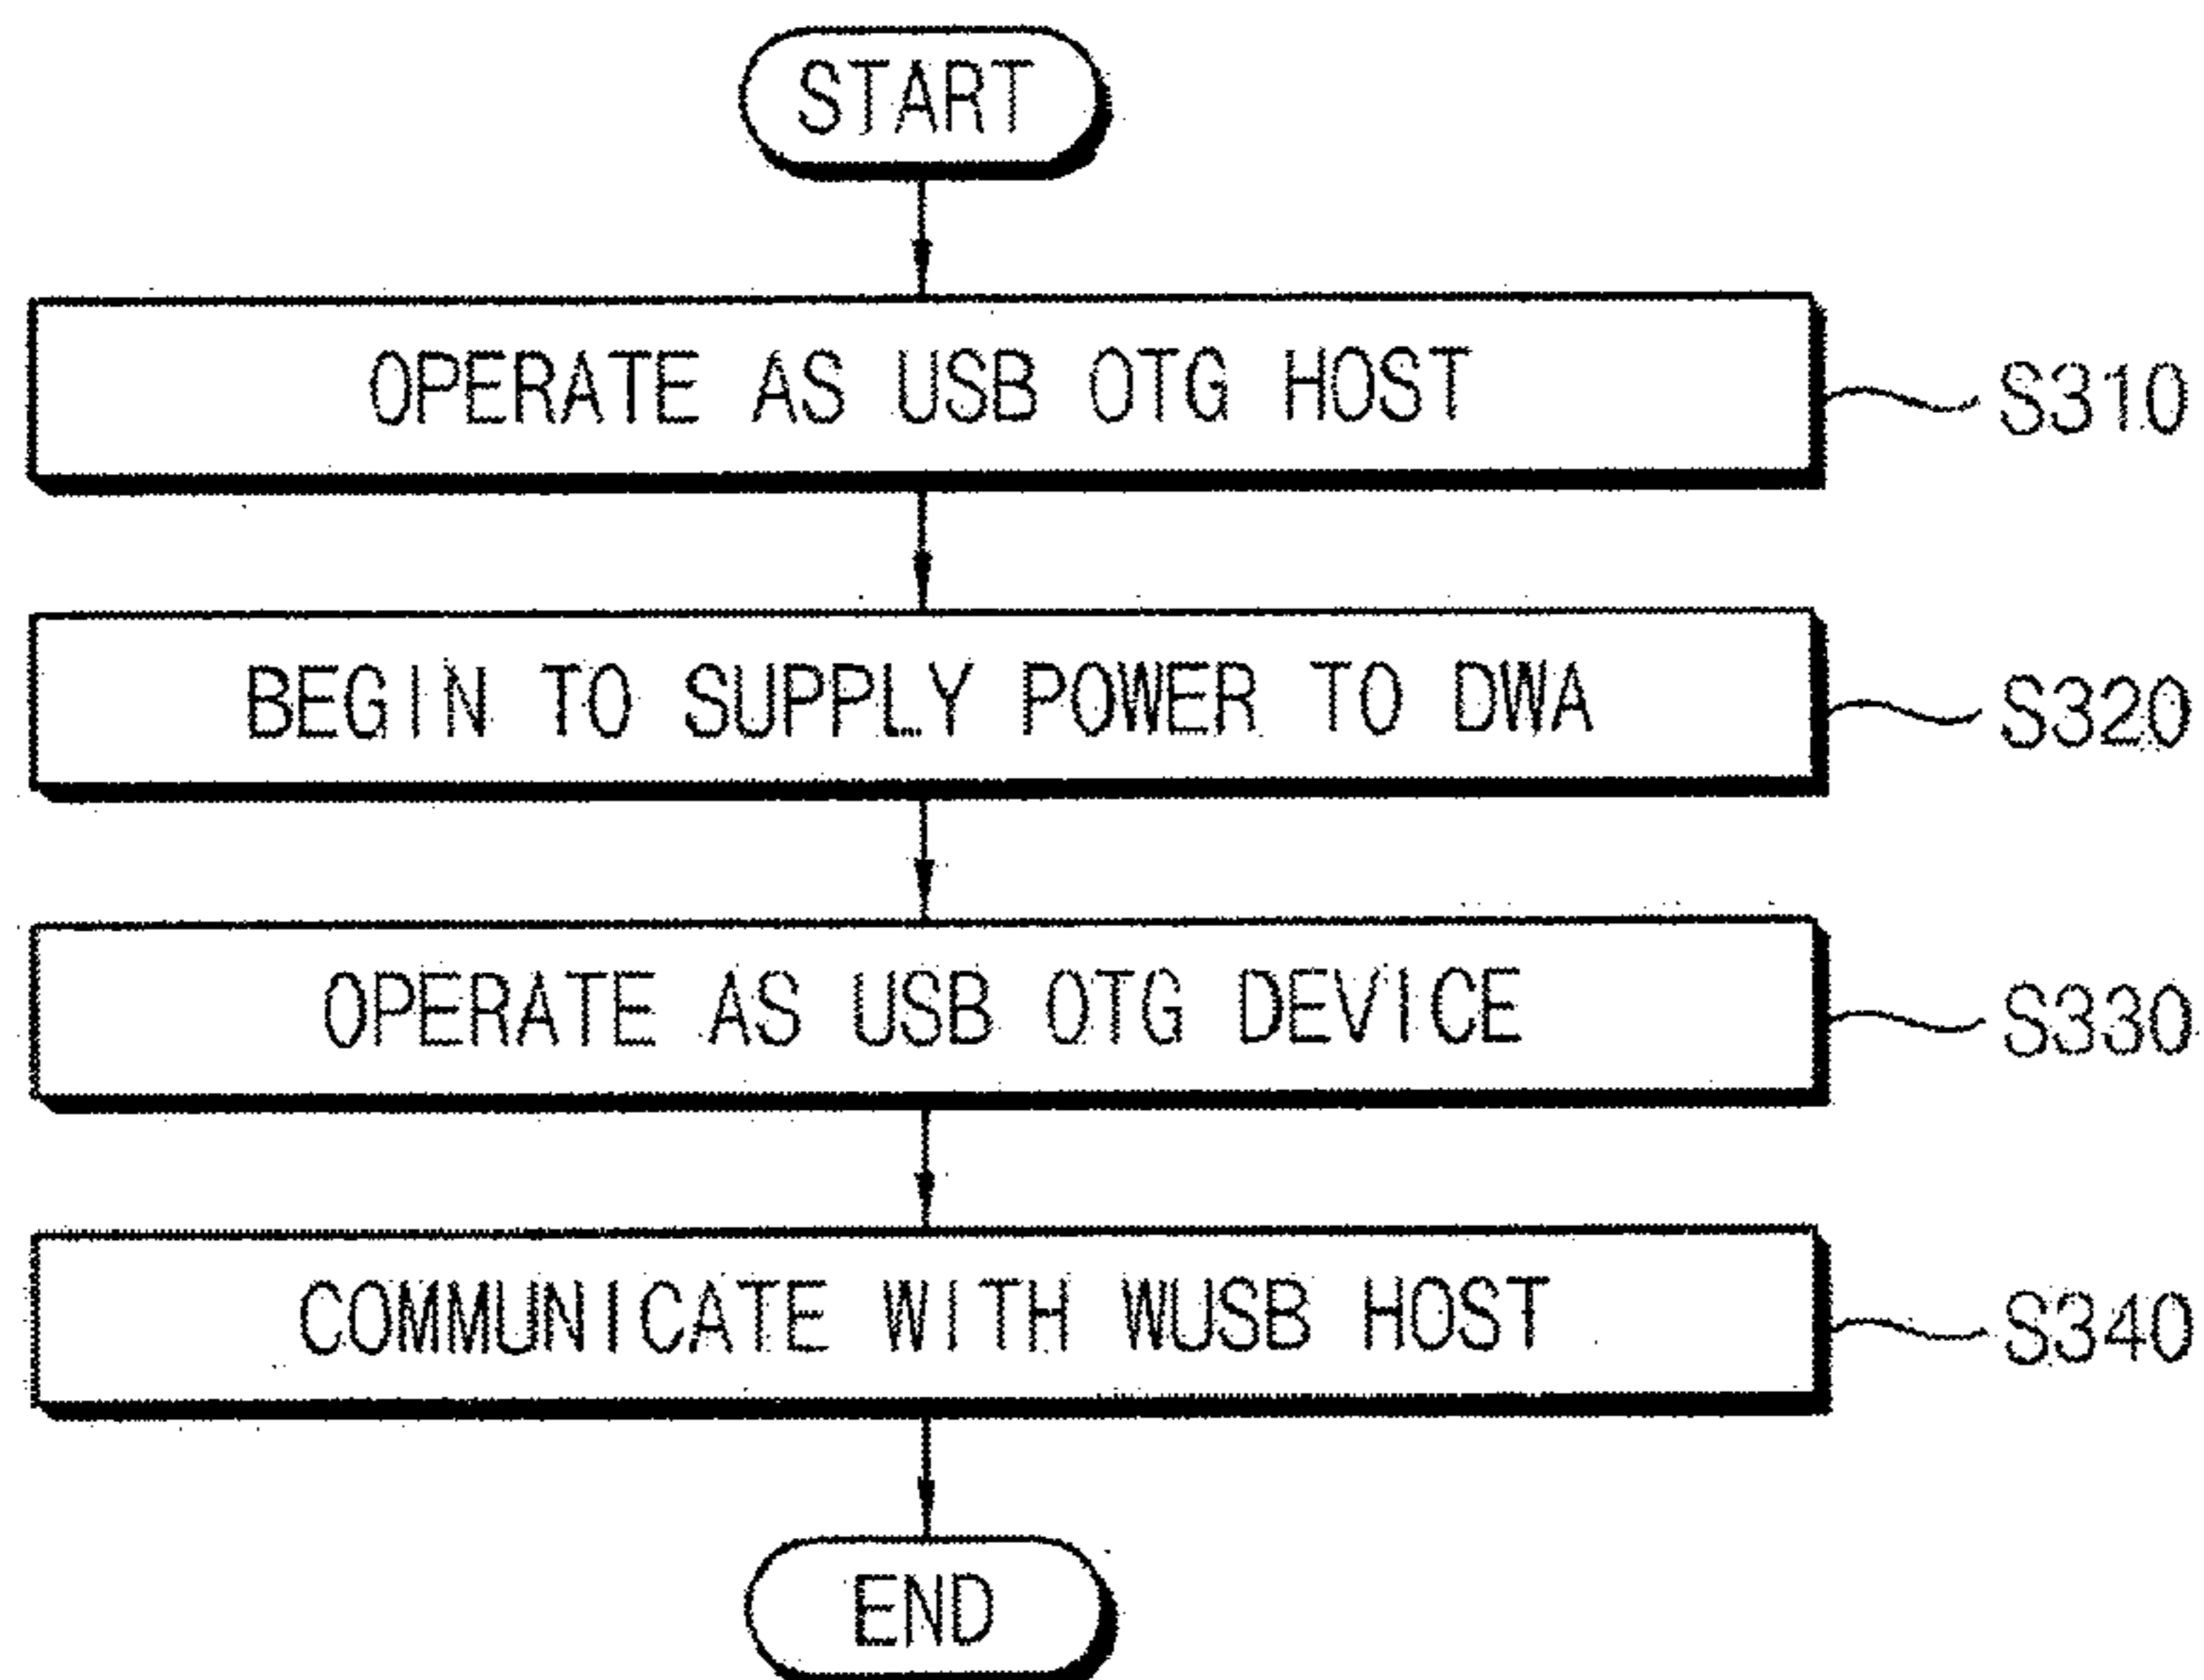 START
OPERATE AS USB OTG HOST
S310
BEGIN TO SUPPLY POWER TO DWA
S320
OPERATE AS USB OTG DEVICE
S330
COMMUNICATE WITH WUSB HOST
S340
END